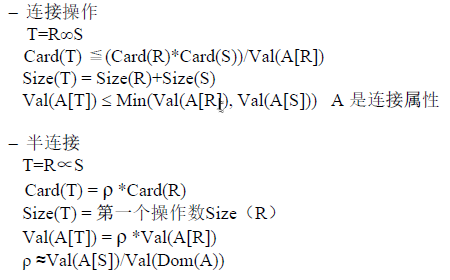 – 连接操作
T=R∞S
Card(T) ≦(Card(R)*Card(S))/Val(A[R])
Size(T) = Size(R)+Size(S)
Val(A[T]) ≤ Min(Val(A[R]), Val(A[S])) A 是连接属性
– 半连接
T=R∝S
Card(T) = ρ *Card(R)
Size(T) = 第一个操作数Size（R）
Val(A[T]) = ρ *Val(A[R])
ρ ≈Val(A[S])/Val(Dom(A))